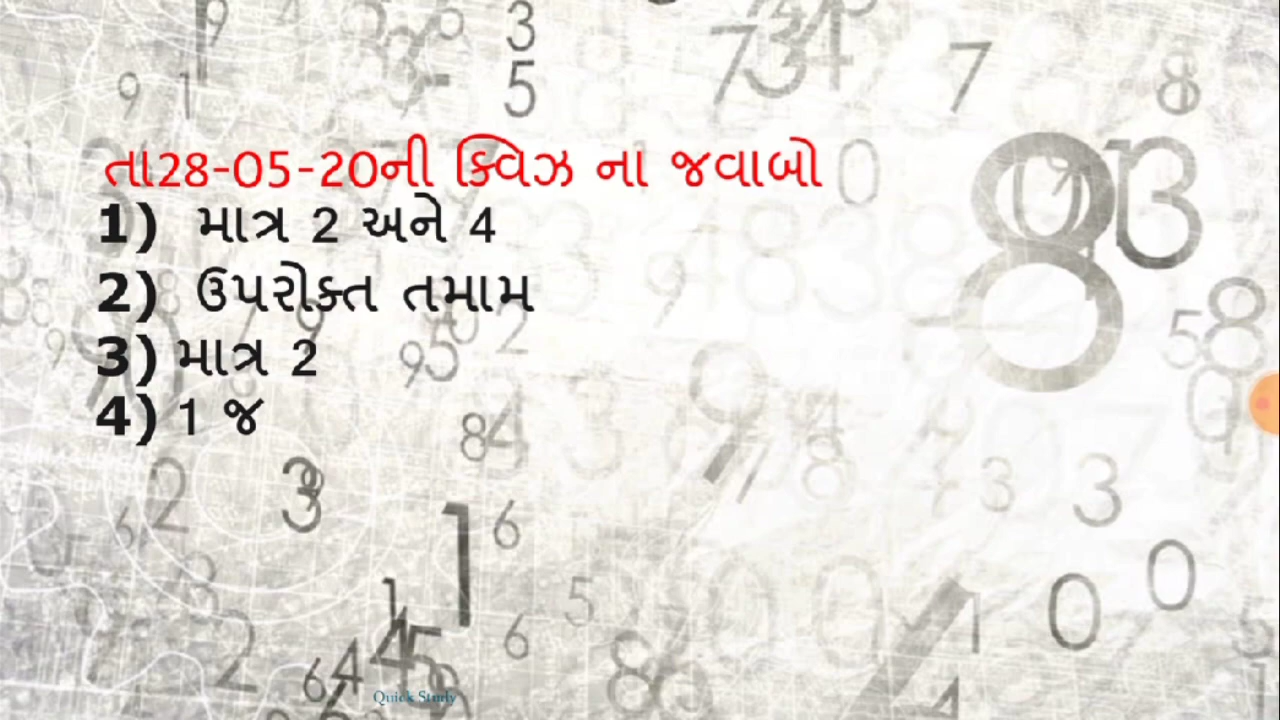 તા28-05-20ની ક્વિઝ ના જવાબો
1) માત્ર 2 અને 4
2) ઉપરોક્ત તમામ
3) માત્ર 2
4) 1 જ
Quick Study